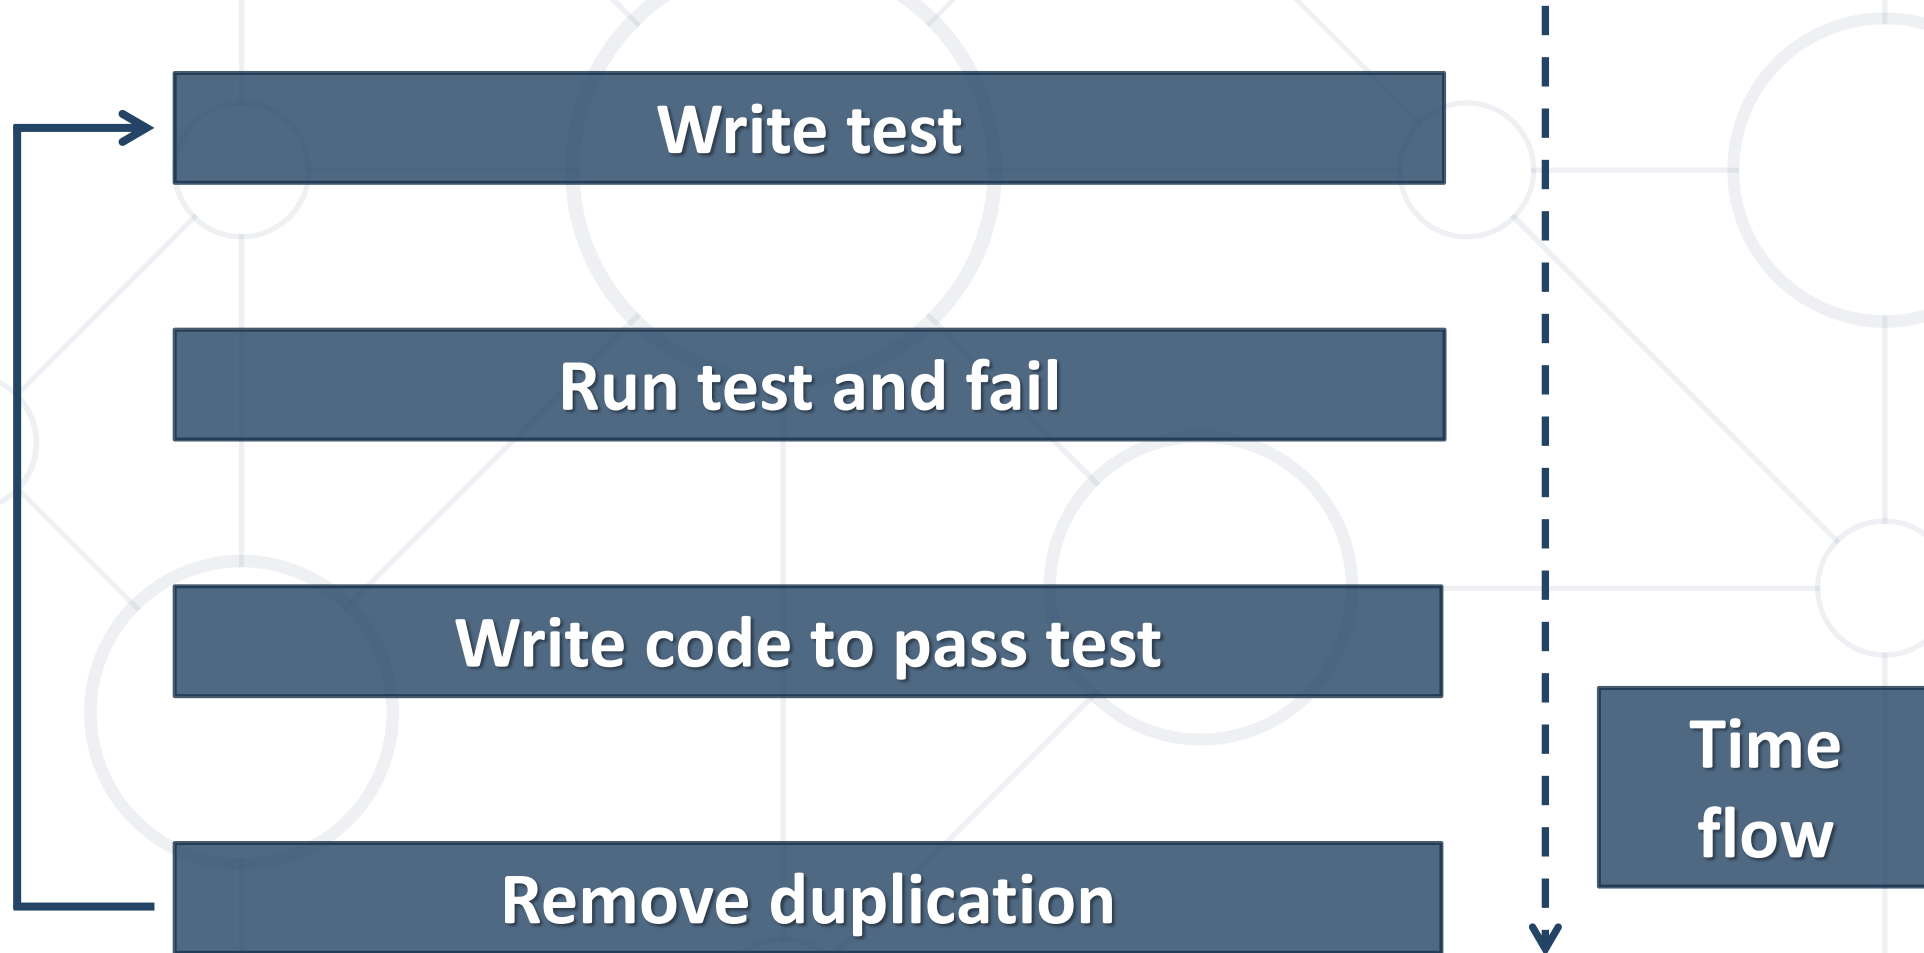 Write test
Run test and fail
Write code to pass test
Time
flow
Remove duplication